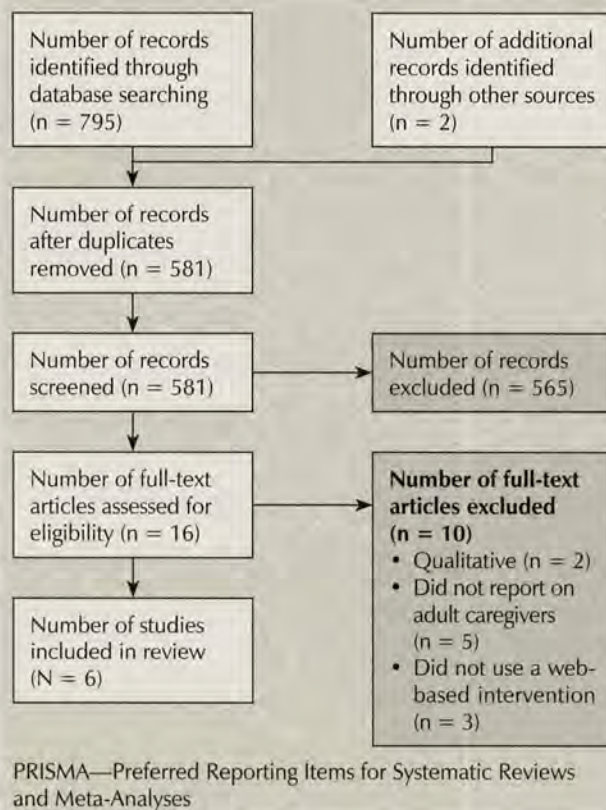 Number of records
identified through
database searching
(n = 795)
Number of additional
records identified
through other sources
(n = 2)
Number of records
after duplicates
removed (n = 581)
Number of records
screened (n = 581)
Number of records
excluded (n = 565)
Number of full-text
articles assessed for
eligibility (n = 16)
Number of full-text
articles excluded
(n = 10)
• Qualitative (n = 2)
• Did not report on
adult caregivers
(n = 5)
• Did not use a web-
based intervention
(n = 3)
Number of studies
included in review
(N = 6)
PRISMA—Preferred Reporting Items for Systematic Reviews
and Meta-Analyses